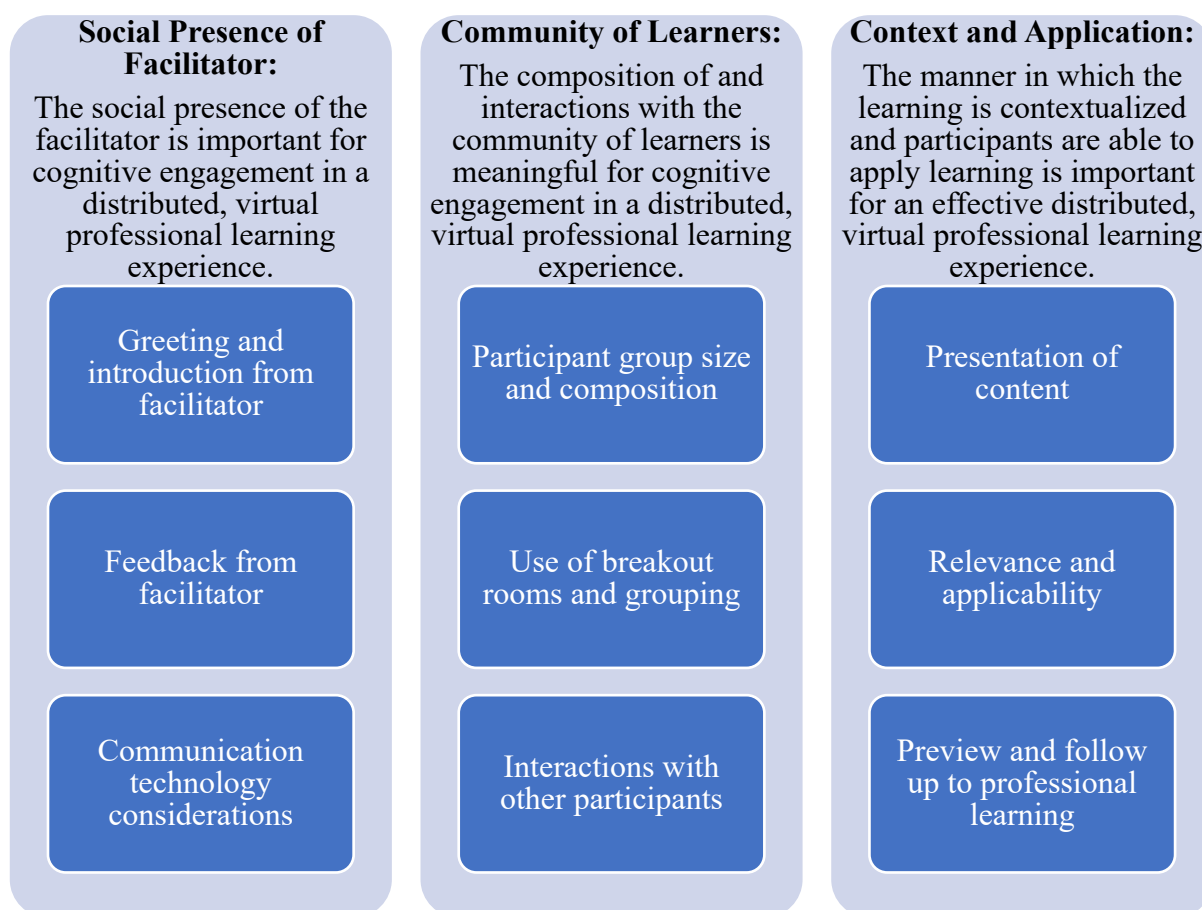 Social Presence of
Facilitator:
The social presence of the
facilitator is important for
cognitive engagement in a
distributed, virtual
professional learning
experience.
Greeting and
introduction from
facilitator
Feedback from
facilitator
Communication
technology
considerations
Community of Learners:
The composition of and
interactions with the
community of learners is
meaningful for cognitive
engagement in a distributed,
virtual professional learning
experience.
Participant group size
and composition
Use of breakout
rooms and grouping
Interactions with
other participants
Context and Application:
The manner in which the
learning is contextualized
and participants are able to
apply learning is important
for an effective distributed,
virtual professional learning
experience.
Presentation of
content
Relevance and
applicability
Preview and follow
up to professional
learning